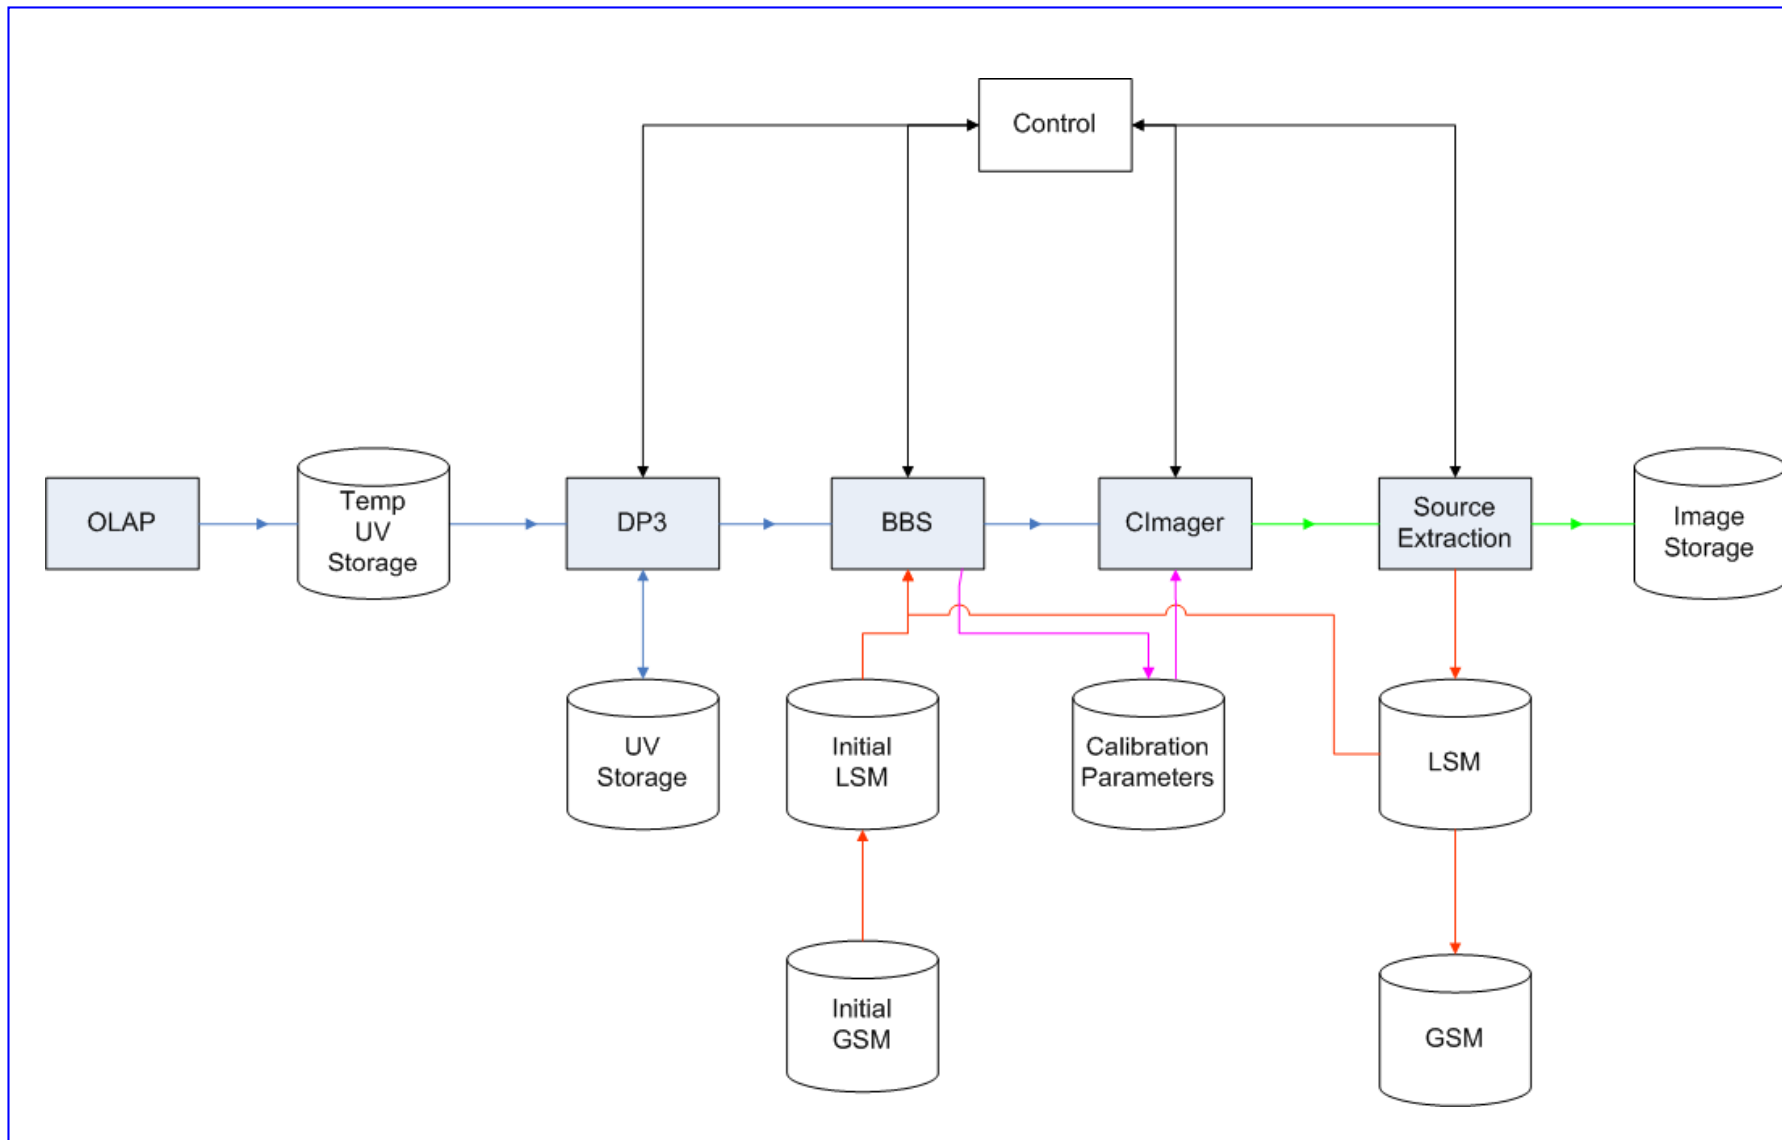 Control
OLAP
Temp
UV
Storage
DP3
BBS
CImager
Source
Extraction
Image
Storage
UV
Storage
Initial
LSM
Calibration
Parameters
LSM
Initial
GSM
GSM